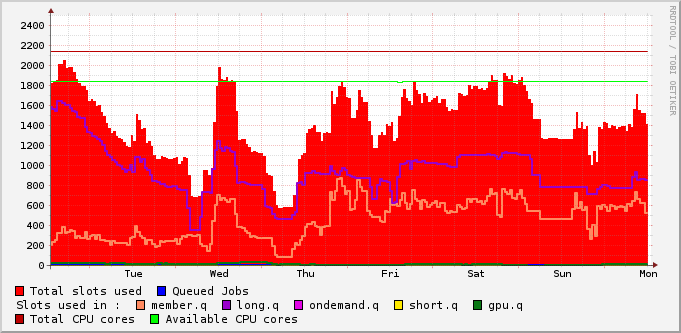 RRDTOOL / TOBI OETIKER
2400
2200
2000
1800
1600
1400
1200
1000
800
600
400
200
0
Tue Wed Thu Fri Sat Sun Mon
Total slots used Queued Jobs
Slots used in : member.q long.q ondemand.q short.q gpu.q
Total CPU cores Available CPU cores